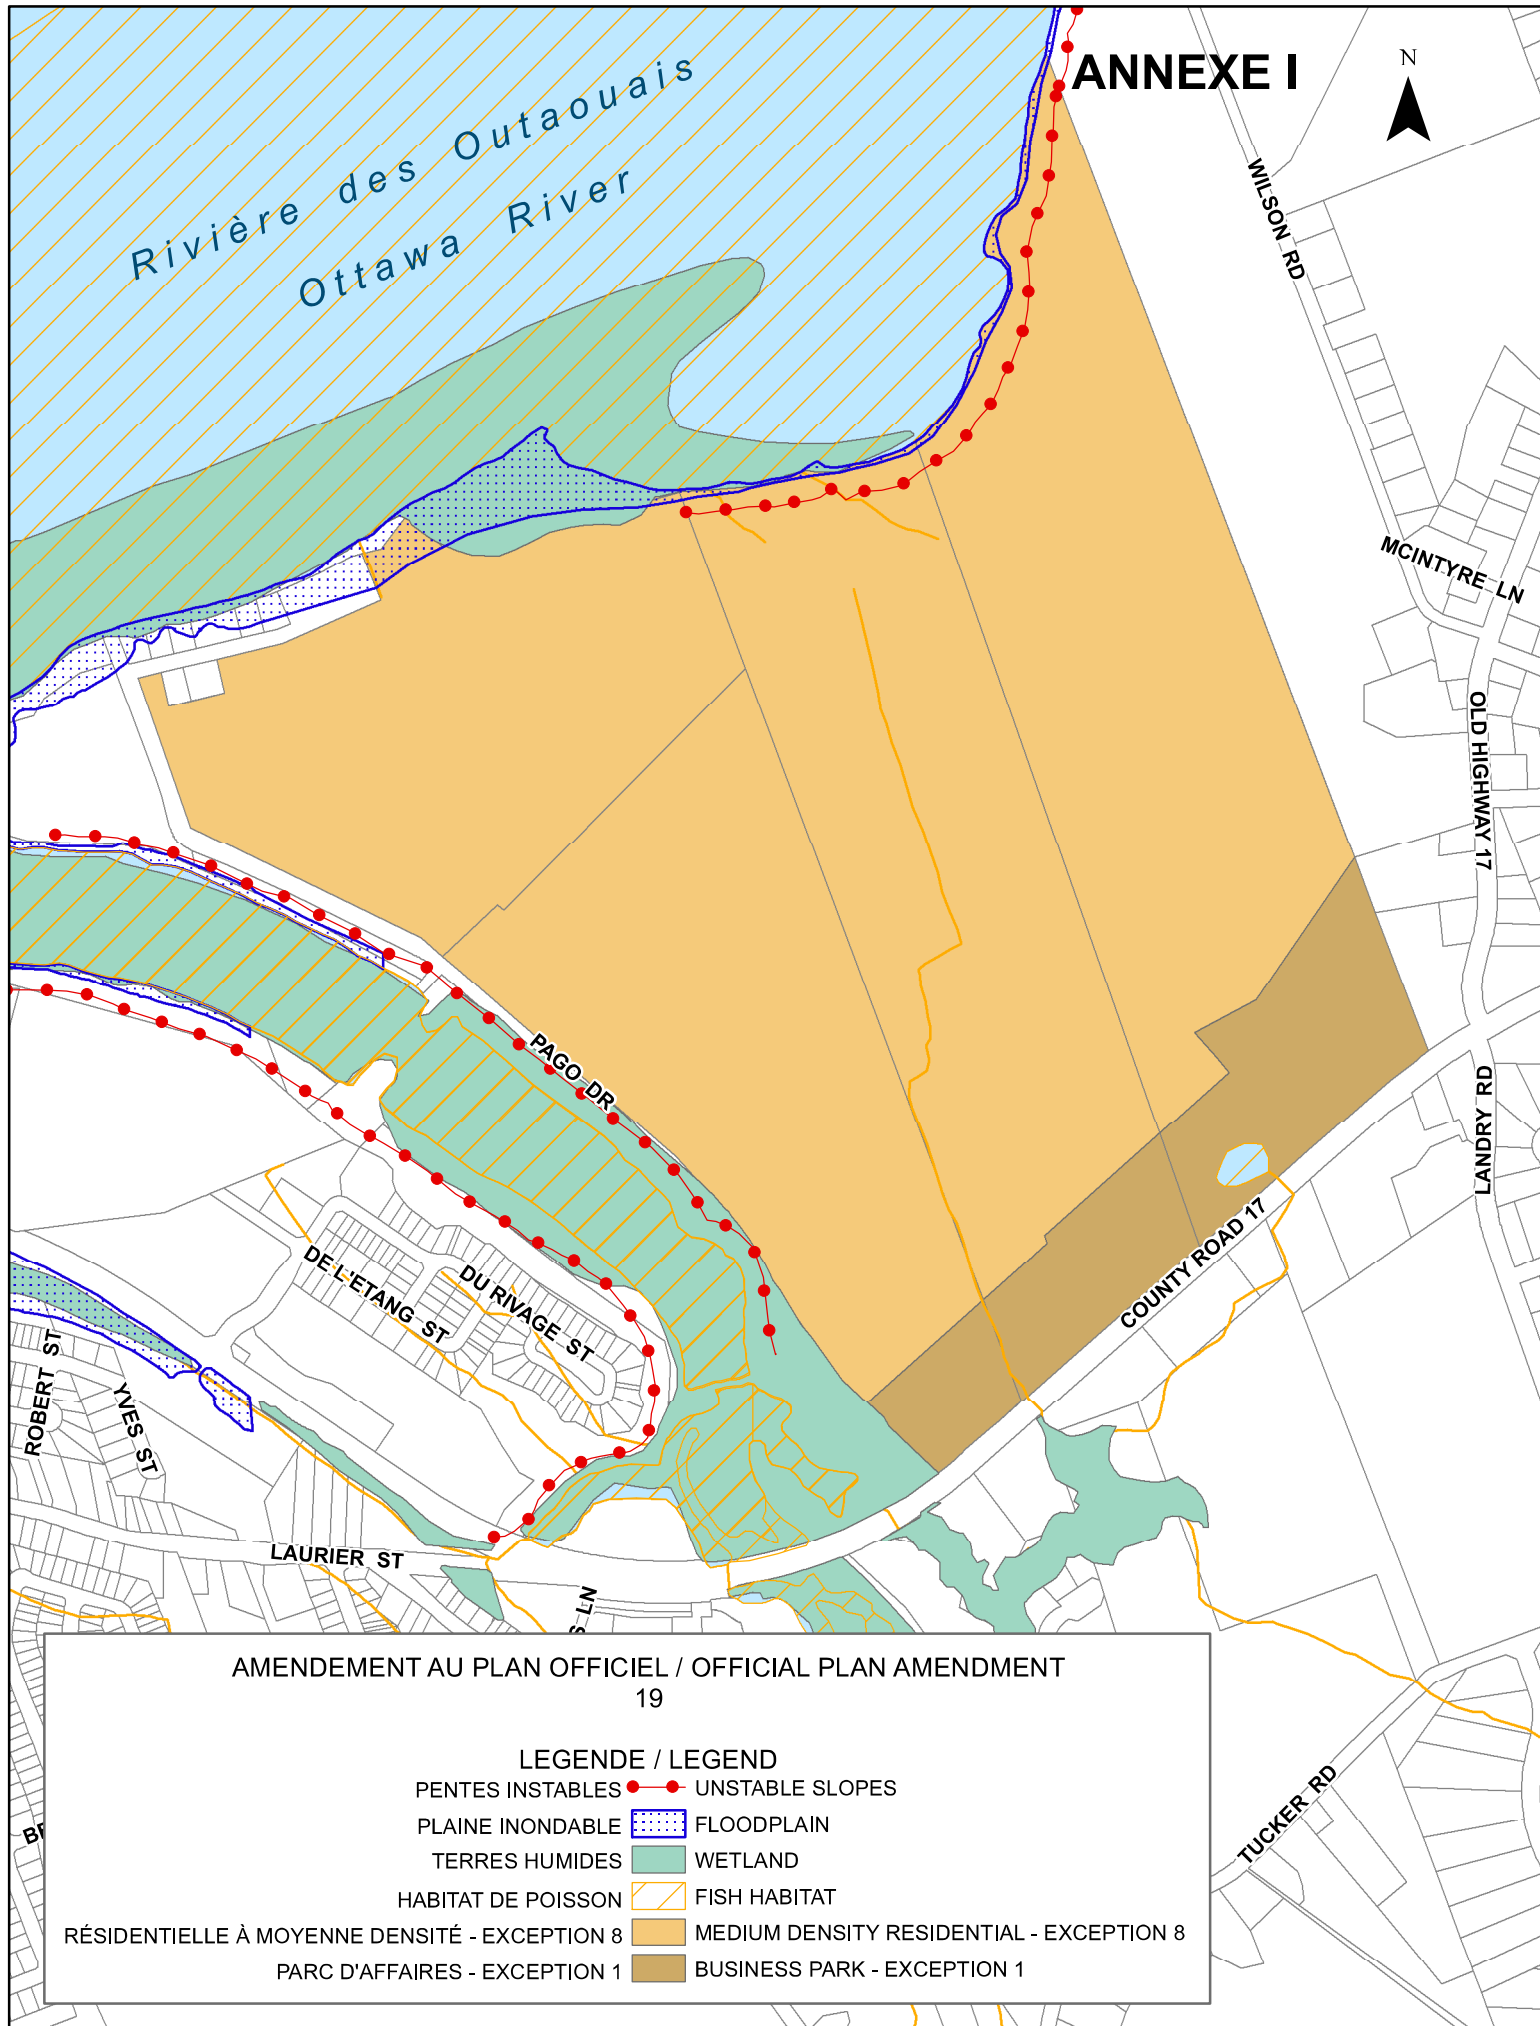 ANNEXE I
N
Rivière des Outaouais
Ottawa River
WILSON RD
MCINTYRE LN
OLD HIGHWAY 17
LANDRY RD
PAGO DR
COUNTY ROAD 17
DE L'ETANG ST
DU RIVAGE ST
ROBERT ST
YVES ST
LAURIER ST
LN
TUCKER RD
AMENDEMENT AU PLAN OFFICIEL / OFFICIAL PLAN AMENDMENT
19
LEGENDE / LEGEND
PENTES INSTABLES UNSTABLE SLOPES
PLAINE INONDABLE FLOODPLAIN
TERRES HUMIDES WETLAND
HABITAT DE POISSON FISH HABITAT
RÉSIDENTIELLE À MOYENNE DENSITÉ - EXCEPTION 8 MEDIUM DENSITY RESIDENTIAL - EXCEPTION 8
PARC D'AFFAIRES - EXCEPTION 1 BUSINESS PARK - EXCEPTION 1